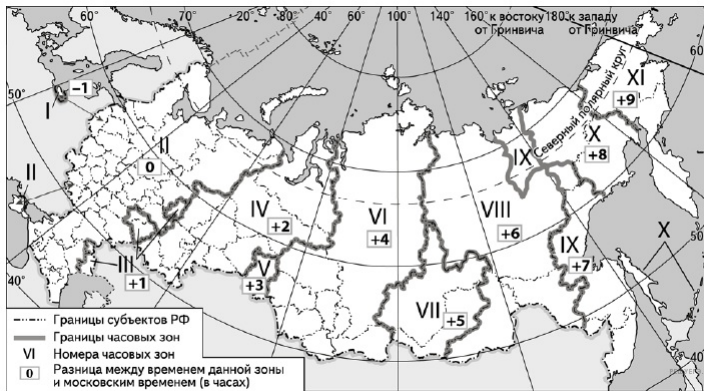 60° 70° 80° 20° 40° 60° 100° 140° к востоку от Гринвича 180° к западу от Гринвича
60°
50°
40°
50°
40°
Северный полярный круг
I
-1
II
II
0
III
+1
IV
+2
V
+3
VI
+4
VII
+5
VIII
+6
IX
IX
+7
X
+8
X
XI
+9
Границы субъектов РФ
Границы часовых зон
VI Номера часовых зон
0 Разница между временем данной зоны
и московским временем (в часах)